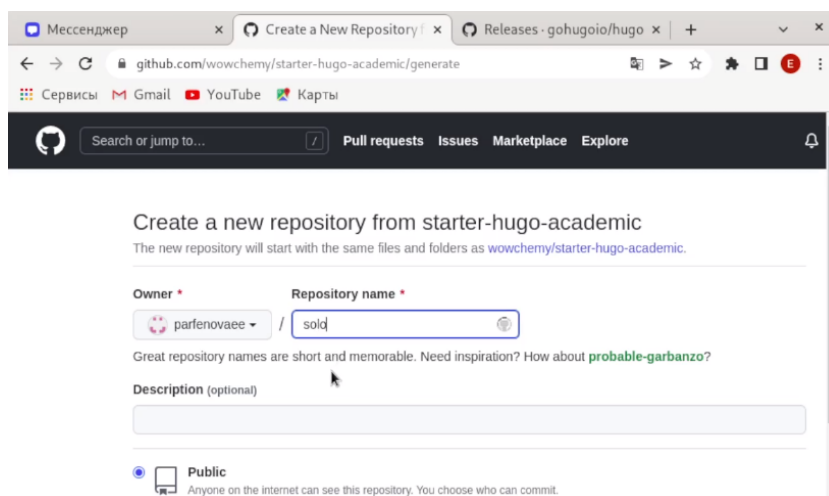 Мессенджер
Create a New Repository f
Releases · gohugoio/hugo
github.com/wowchemy/starter-hugo-academic/generate
E
Сервисы Gmail YouTube Карты
Search or jump to... / Pull requests Issues Marketplace Explore
Create a new repository from starter-hugo-academic
The new repository will start with the same files and folders as wowchemy/starter-hugo-academic.
Owner * Repository name *
parfenovaee / solo
Great repository names are short and memorable. Need inspiration? How about probable-garbanzo?
Description (optional)
Public
Anyone on the internet can see this repository. You choose who can commit.